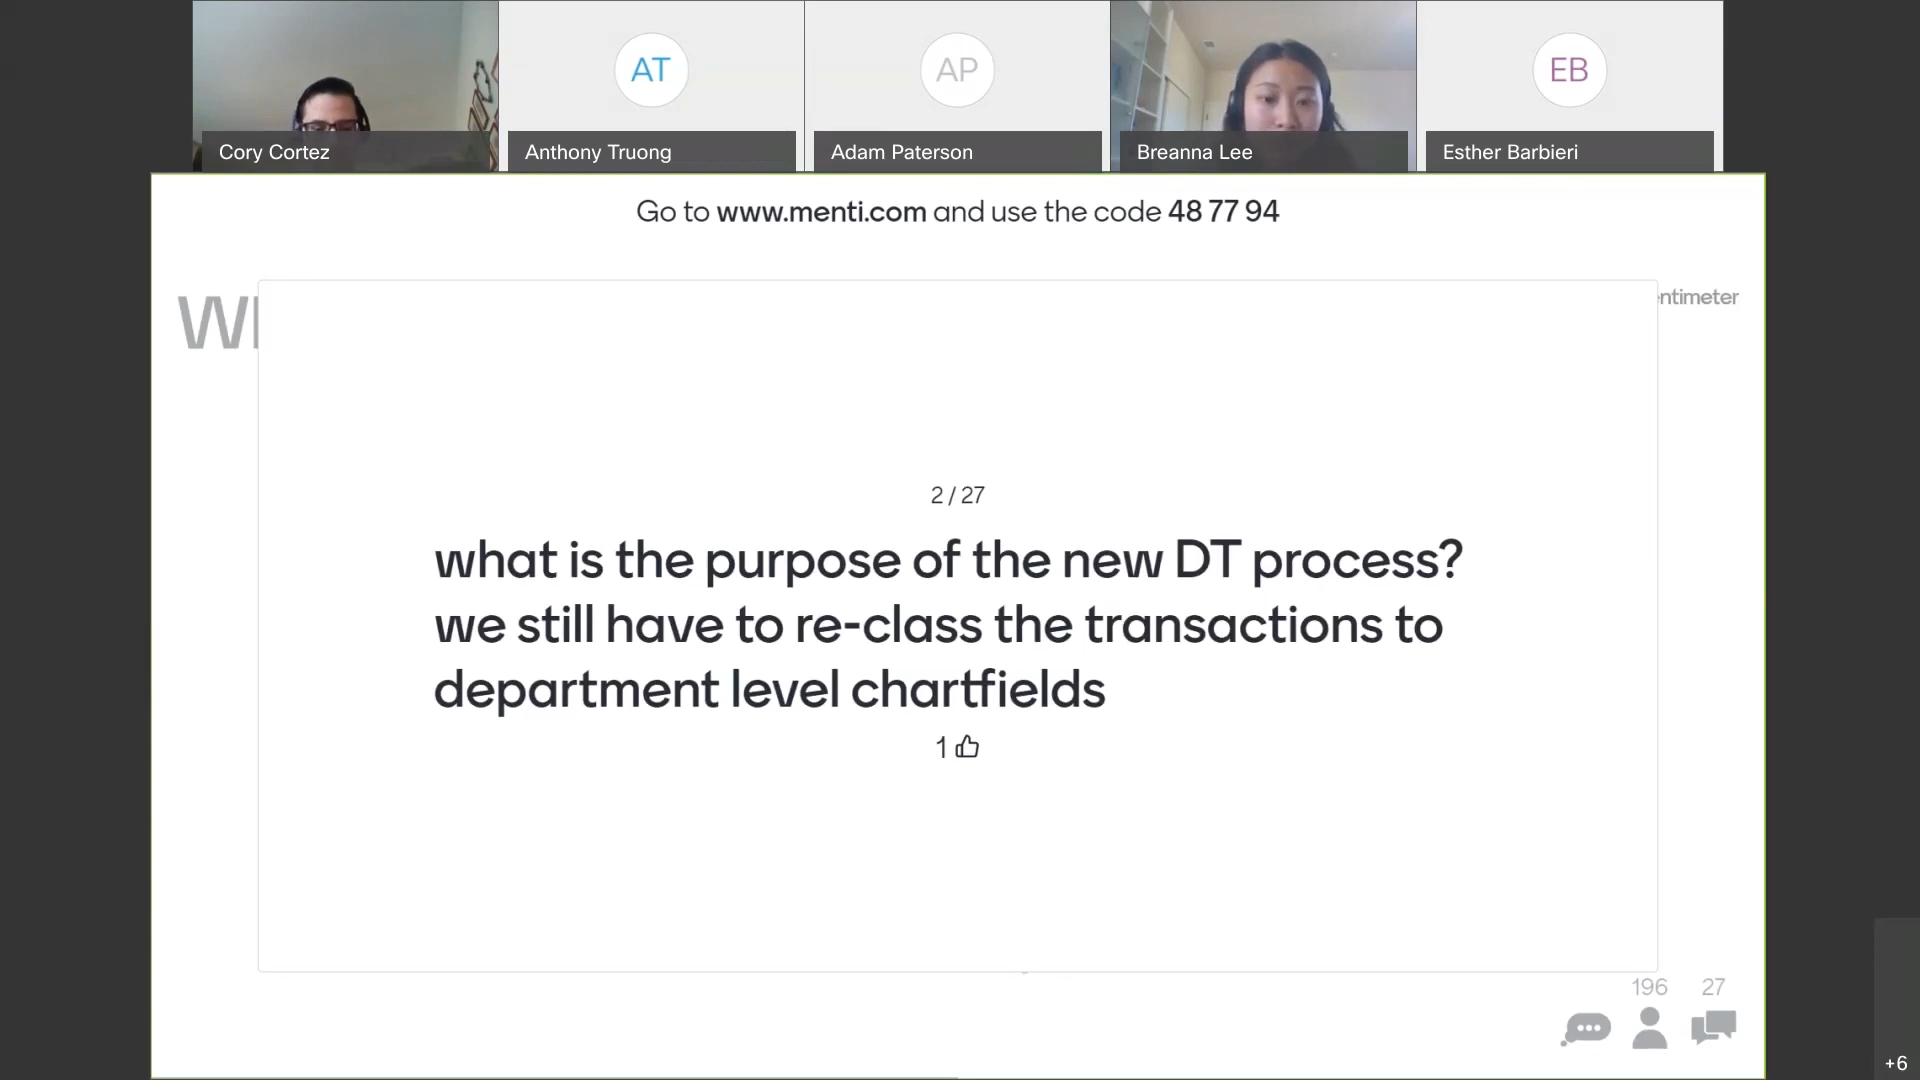 AT
AP
EB
Cory Cortez
Anthony Truong
Adam Paterson
Breanna Lee
Esther Barbieri
Go to www.menti.com and use the code 48 77 94
entimeter
2 / 27
what is the purpose of the new DT process?
we still have to re-class the transactions to
department level chartfields
1
196
27
+6